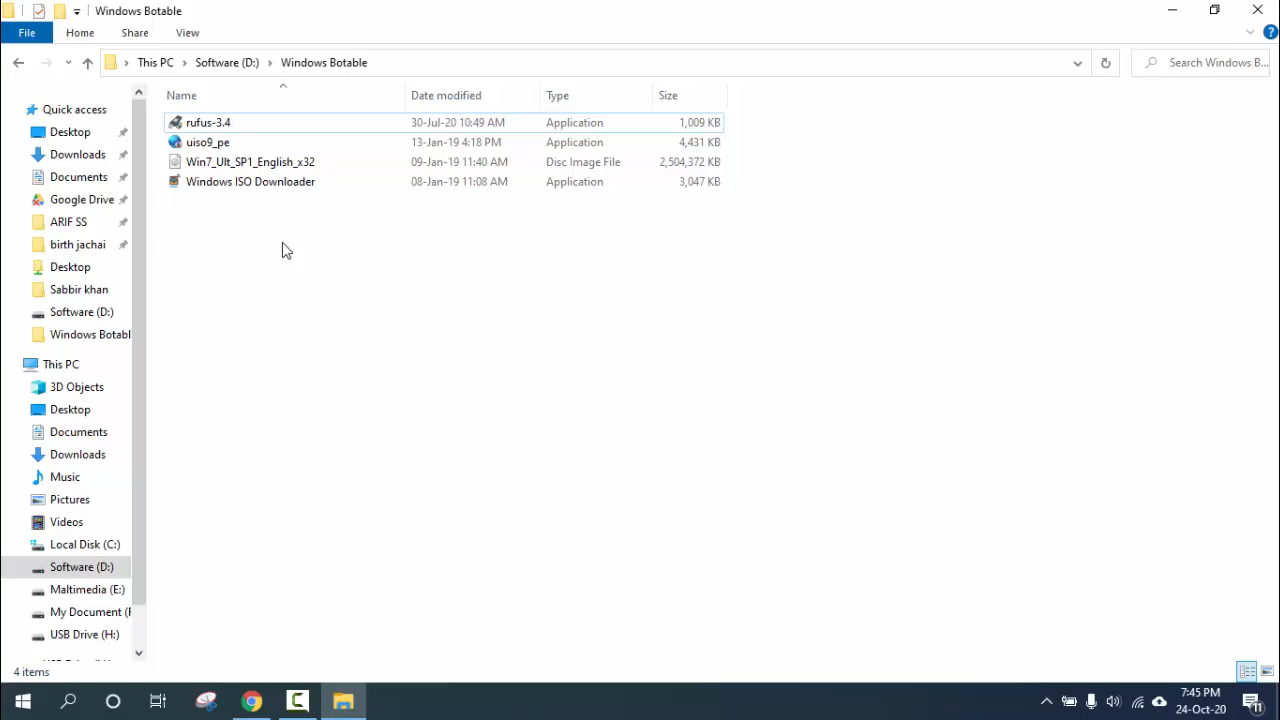 Windows Botable
File Home Share View
This PC Software (D:) Windows Botable
Search Windows B...
Name Date modified Type Size
rufus-3.4 30-Jul-20 10:49 AM Application 1,009 KB
uiso9_pe 13-Jan-19 4:18 PM Application 4,431 KB
Win7_Ult_SP1_English_x32 09-Jan-19 11:40 AM Disc Image File 2,504,372 KB
Windows ISO Downloader 08-Jan-19 11:08 AM Application 3,047 KB
Quick access
Desktop
Downloads
Documents
Google Drive
ARIF SS
birth jachai
Desktop
Sabbir khan
Software (D:)
Windows Botabl
This PC
3D Objects
Desktop
Documents
Downloads
Music
Pictures
Videos
Local Disk (C:)
Software (D:)
Maltimedia (E:)
My Document (F
USB Drive (H:)
4 items
7:45 PM
24-Oct-20
11